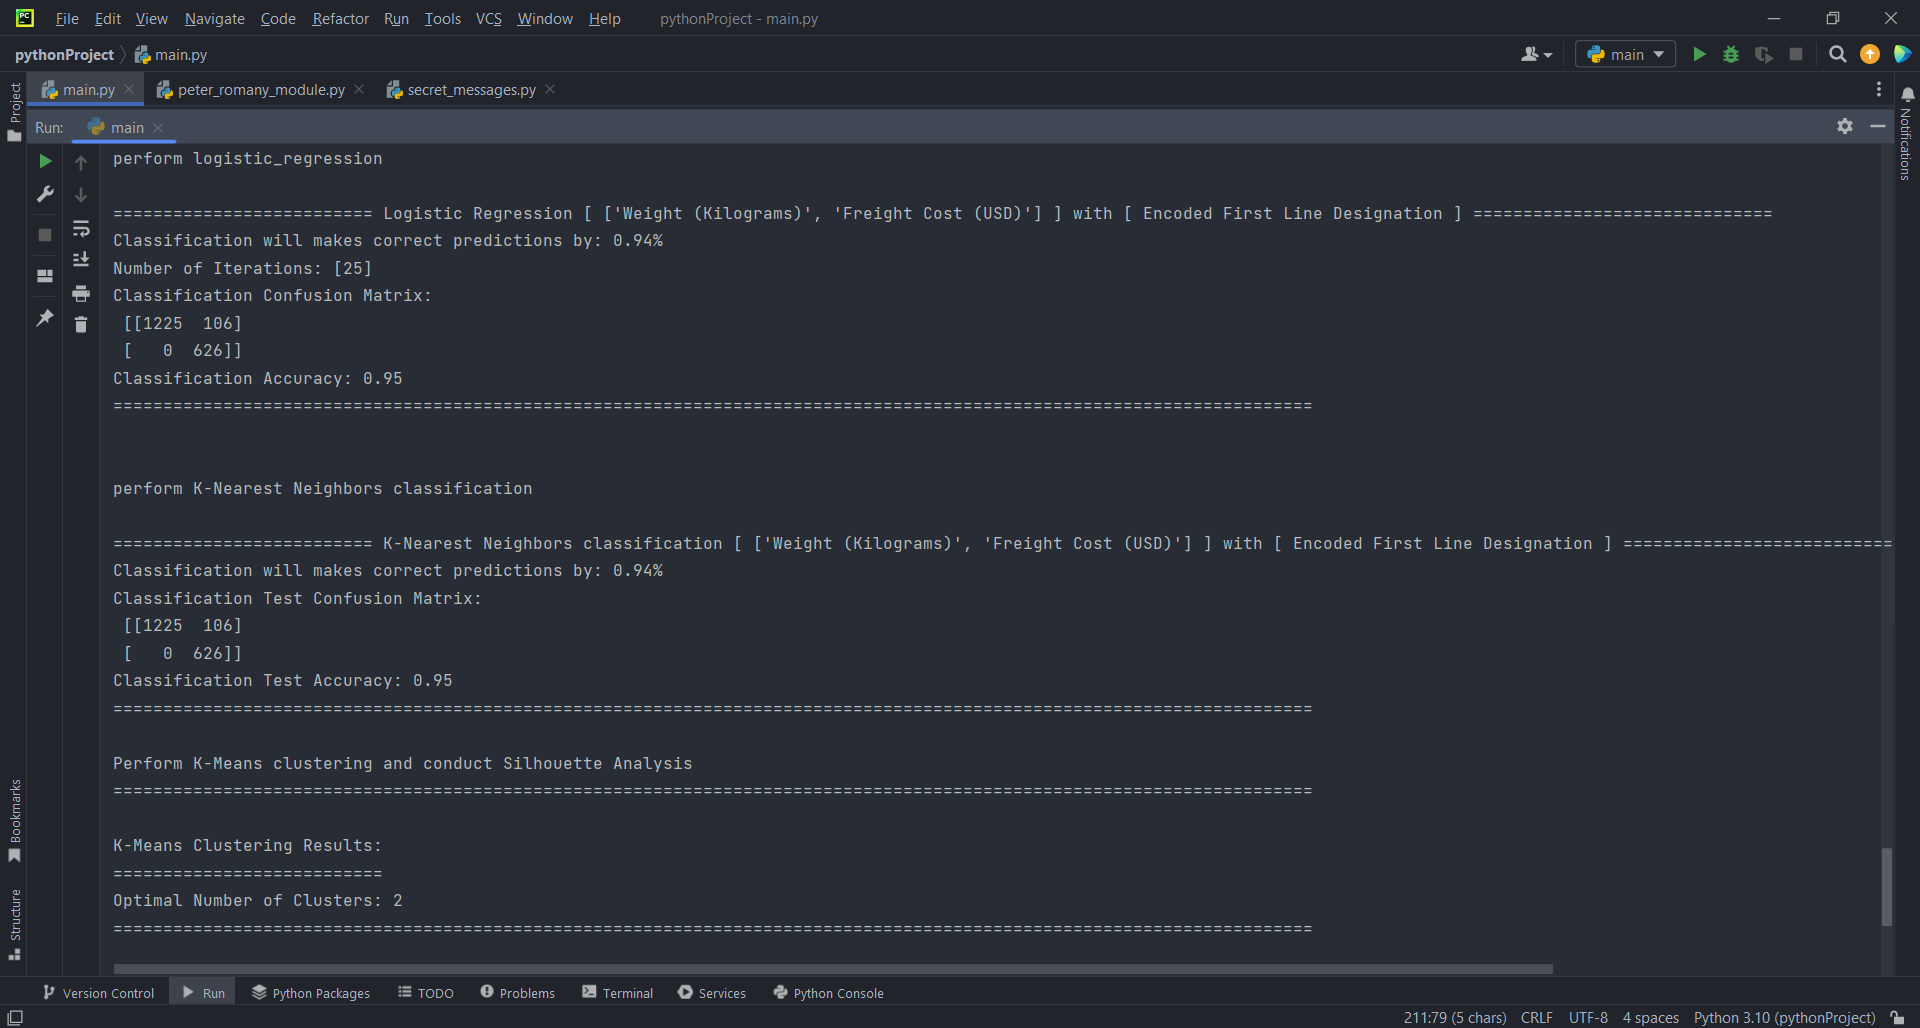 PC File Edit View Navigate Code Refactor Run Tools VCS Window Help pythonProject - main.py
pythonProject main.py main
main.py peter_romany_module.py secret_messages.py
Project
Notifications
Run: main
perform logistic_regression
========================== Logistic Regression [ ['Weight (Kilograms)', 'Freight Cost (USD)'] ] with [ Encoded First Line Designation ] ==============================
Classification will makes correct predictions by: 0.94%
Number of Iterations: [25]
Classification Confusion Matrix:
[[1225  106]
[   0  626]]
Classification Accuracy: 0.95
========================================================================================================================
perform K-Nearest Neighbors classification
========================== K-Nearest Neighbors classification [ ['Weight (Kilograms)', 'Freight Cost (USD)'] ] with [ Encoded First Line Designation ] ===========================
Classification will makes correct predictions by: 0.94%
Classification Test Confusion Matrix:
[[1225  106]
[   0  626]]
Classification Test Accuracy: 0.95
========================================================================================================================
Perform K-Means clustering and conduct Silhouette Analysis
========================================================================================================================
K-Means Clustering Results:
===========================
Optimal Number of Clusters: 2
========================================================================================================================
Bookmarks
Structure
Version Control Run Python Packages TODO Problems Terminal Services Python Console
211:79 (5 chars) CRLF UTF-8 4 spaces Python 3.10 (pythonProject)